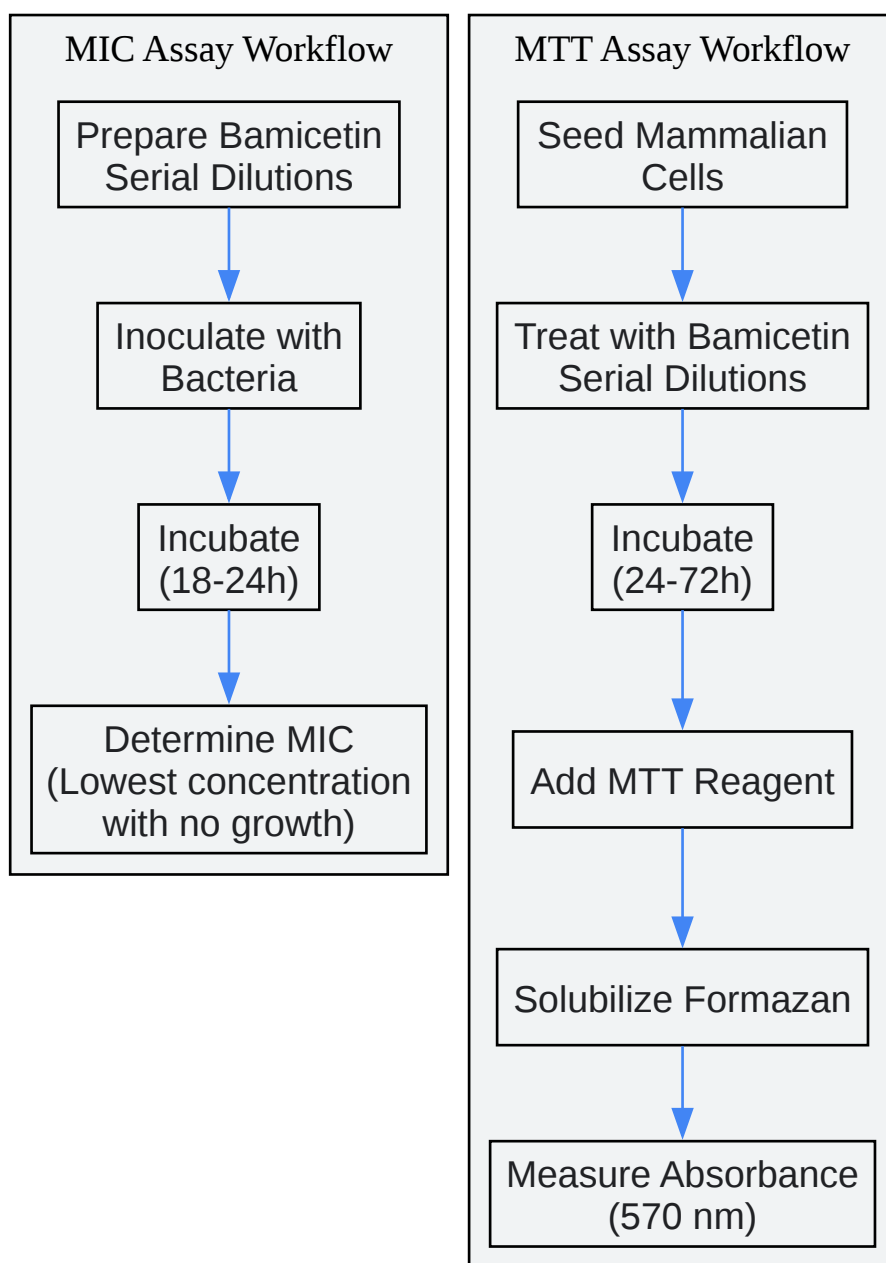 MIC Assay Workflow
Prepare Bamicetin
Serial Dilutions
Inoculate with
Bacteria
Incubate
(18-24h)
Determine MIC
(Lowest concentration
with no growth)
MTT Assay Workflow
Seed Mammalian
Cells
Treat with Bamicetin
Serial Dilutions
Incubate
(24-72h)
Add MTT Reagent
Solubilize Formazan
Measure Absorbance
(570 nm)